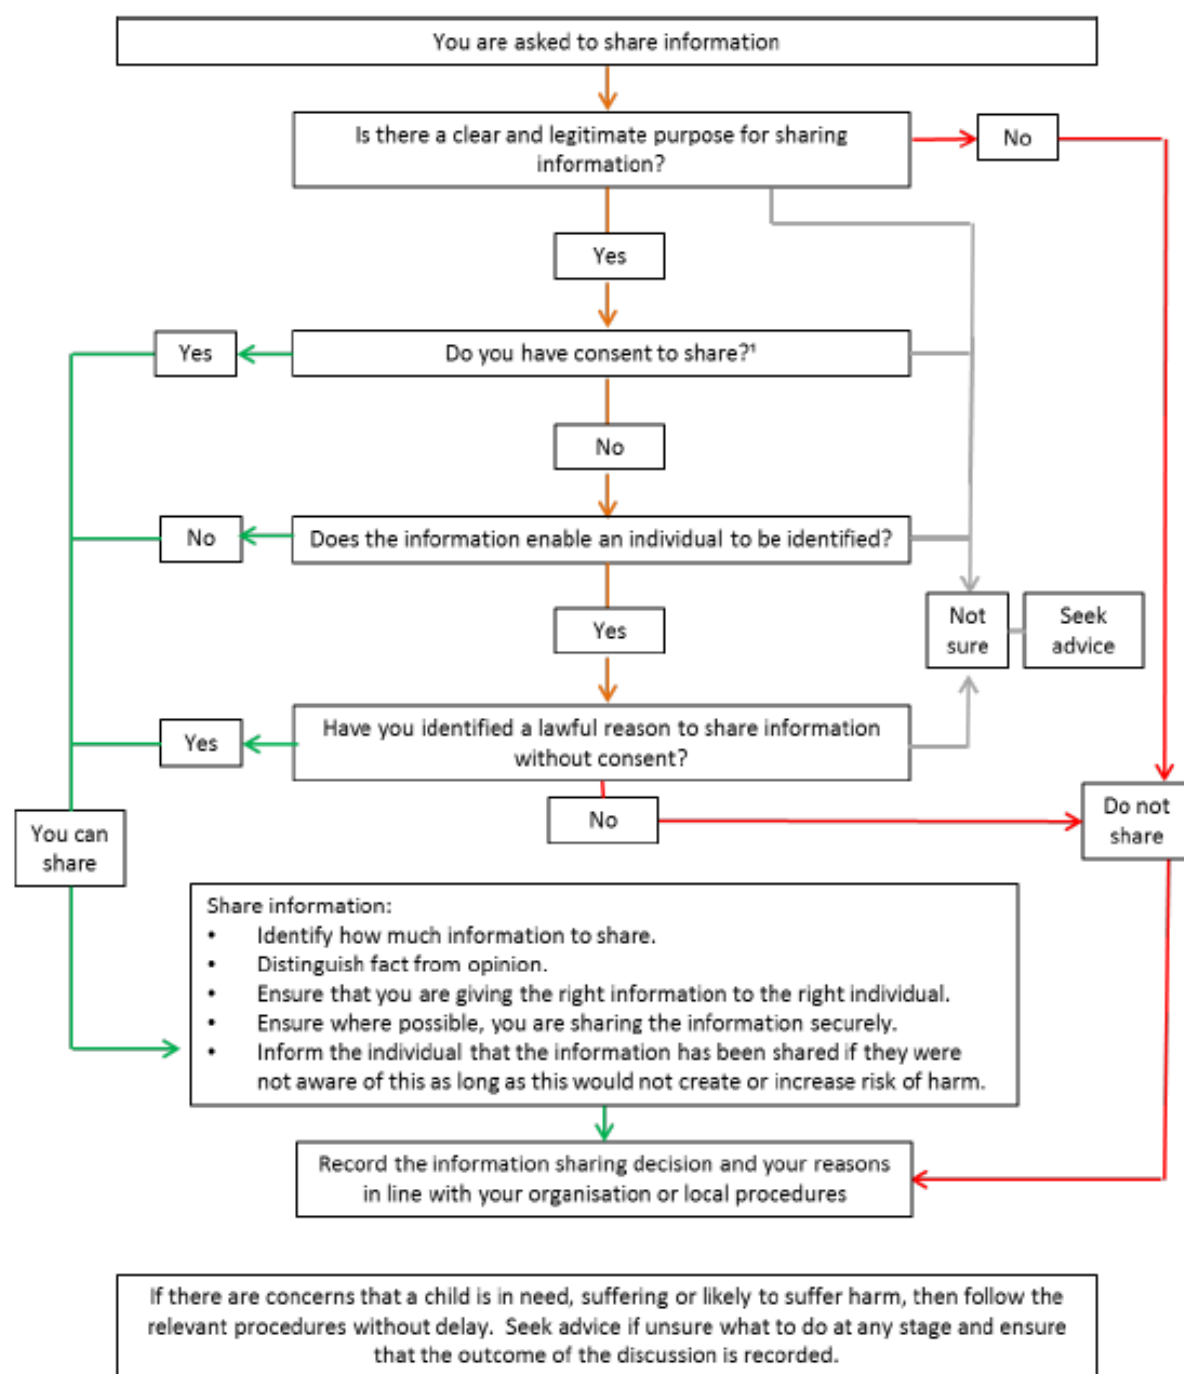 You are asked to share information
Is there a clear and legitimate purpose for sharing
information?
No
Yes
Yes
Do you have consent to share?¹
No
No
Does the information enable an individual to be identified?
Yes
Not
sure
Seek
advice
Yes
Have you identified a lawful reason to share information
without consent?
No
Do not
share
You can
share
Share information:
• Identify how much information to share.
• Distinguish fact from opinion.
• Ensure that you are giving the right information to the right individual.
• Ensure where possible, you are sharing the information securely.
• Inform the individual that the information has been shared if they were
not aware of this as long as this would not create or increase risk of harm.
Record the information sharing decision and your reasons
in line with your organisation or local procedures
If there are concerns that a child is in need, suffering or likely to suffer harm, then follow the
relevant procedures without delay. Seek advice if unsure what to do at any stage and ensure
that the outcome of the discussion is recorded.